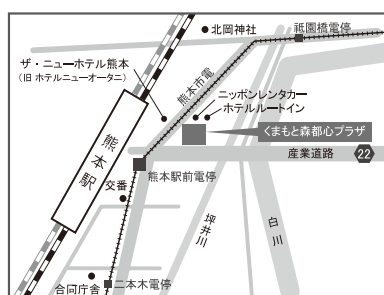 北岡神社
祇園橋電停
ザ・ニューホテル熊本
(旧 ホテルニューオータニ)
熊本市電
ニッポンレンタカー
ホテルルートイン
くまもと森都心プラザ
熊本駅
産業道路 22
熊本駅前電停
交番
坪井川
白川
合同庁舎
二本木電停